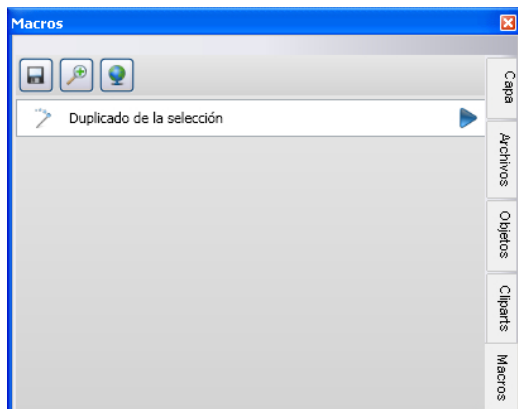 Macros
Duplicado de la selección
Capa
Archivos
Objetos
Cliparts
Macros